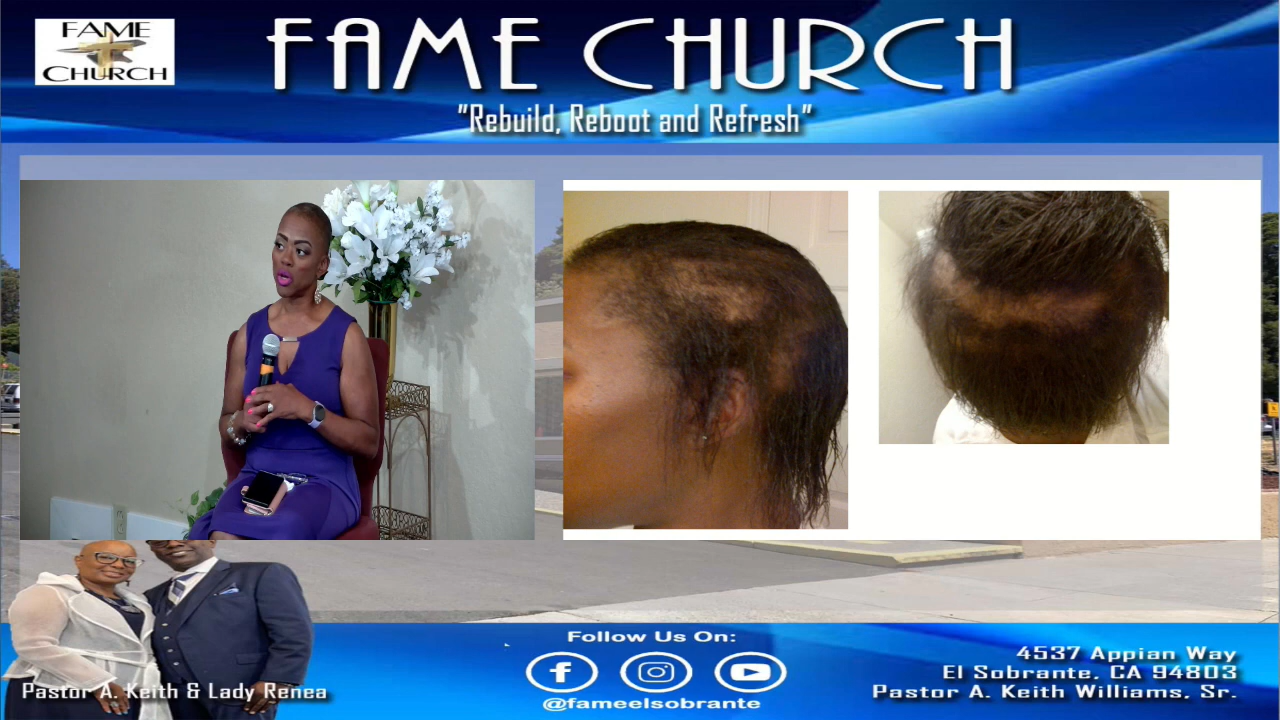 FAME
CHURCH
FAME CHURCH
"Rebuild, Reboot and Refresh"
Follow Us On:
@fameelsobrante
Pastor A. Keith & Lady Renea
4537 Appian Way
El Sobrante, CA 94803
Pastor A. Keith Williams, Sr.